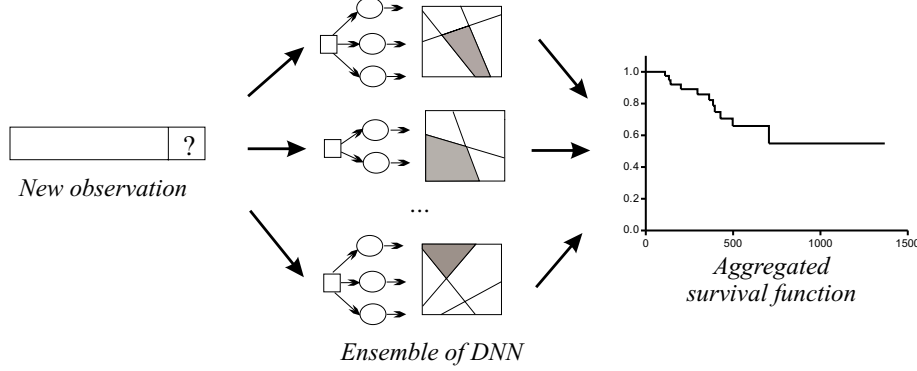 ?
New observation
...
Ensemble of DNN
1.0
0.8
0.6
0.4
0.2
0.0
0 500 1000 1500
Aggregated
survival function